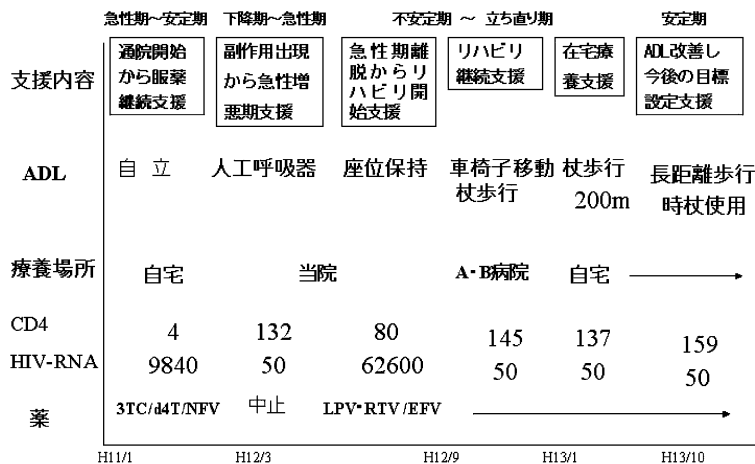 急性期～安定期 下降期～急性期 不安定期 ～ 立ち直り期 安定期
支援内容
通院開始
から服薬
継続支援
副作用出現
から急性増
悪期支援
急性期離
脱からリ
ハビリ開
始支援
リハビリ
継続支援
在宅療
養支援
ADL改善し
今後の目標
設定支援
ADL
自 立
人工呼吸器
座位保持
車椅子移動
杖歩行
杖歩行
200m
長距離歩行
時杖使用
療養場所 自宅 当院 A・B病院 自宅
CD4 4 132 80 145 137 159
HIV-RNA 9840 50 62600 50 50 50
薬 3TC/d4T/NFV 中止 LPV・RTV/EFV
H11/1 H12/3 H12/9 H13/1 H13/10